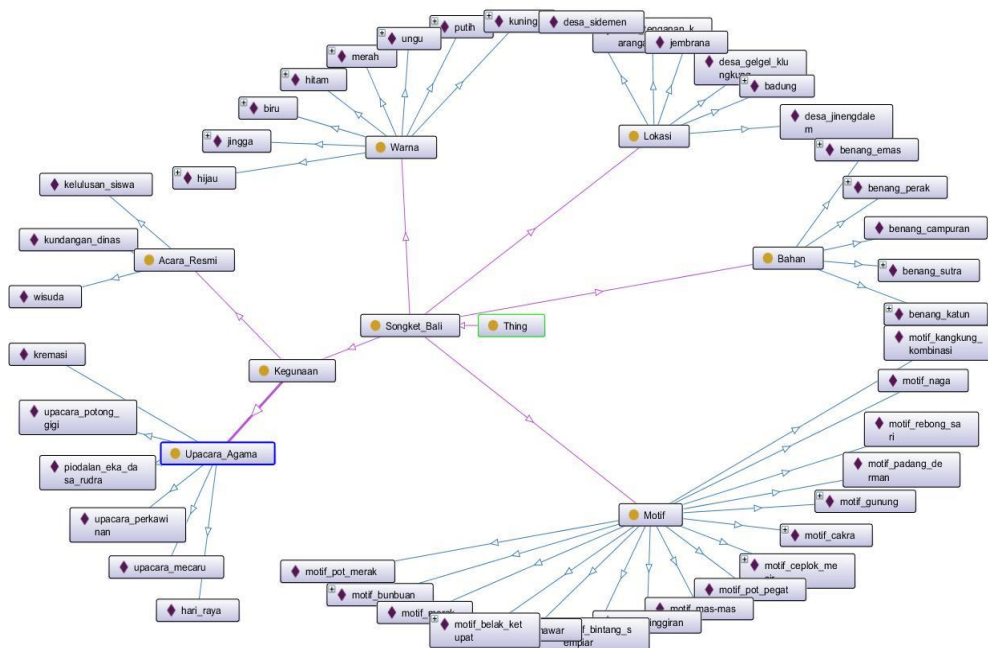 putih
kuning
desa_sidemen
ungu
jembrana
merah
desa_gelgel_klu
ngkung
hitam
badung
biru
desa_jinengdale
m
Warna
Lokasi
jingga
benang_emas
hijau
kelulusan_siswa
benang_perak
benang_campuran
kundangan_dinas
Acara_Resmi
Bahan
benang_sutra
wisuda
benang_katun
Songket_Bali
Thing
motif_kangkung_
kombinasi
kremasi
Kegunaan
motif_naga
upacara_potong_
gigi
motif_rebong_sa
ri
Upacara_Agama
piodalan_eka_da
sa_rudra
motif_padang_de
rman
motif_gunung
upacara_perkawi
nan
Motif
motif_cakra
upacara_mecaru
motif_pot_merak
motif_ceplok_me
motif_pot_pegat
motif_bunbuan
hari_raya
motif_mas-mas
motif_belak_ket
upat